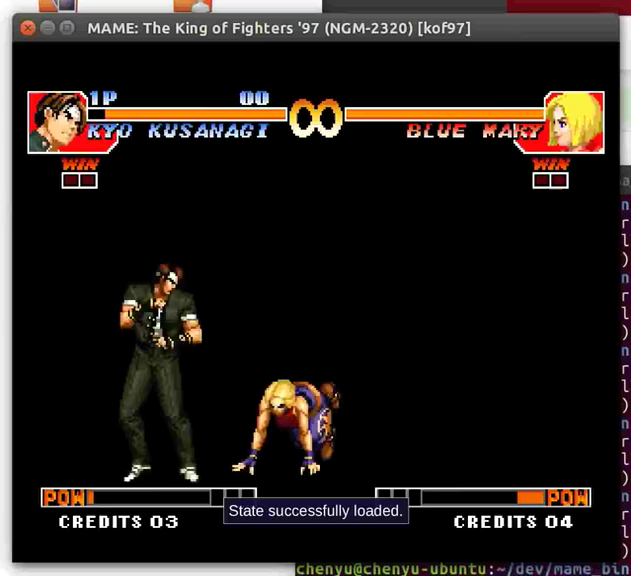 MAME: The King of Fighters '97 (NGM-2320) [kof97]
1P 00
KYO KUSANAGI
BLUE MARY
WIN
WIN
POW
POW
State successfully loaded.
CREDITS 03
CREDITS 04
chenyu@chenyu-ubuntu:~/dev/mame_bin